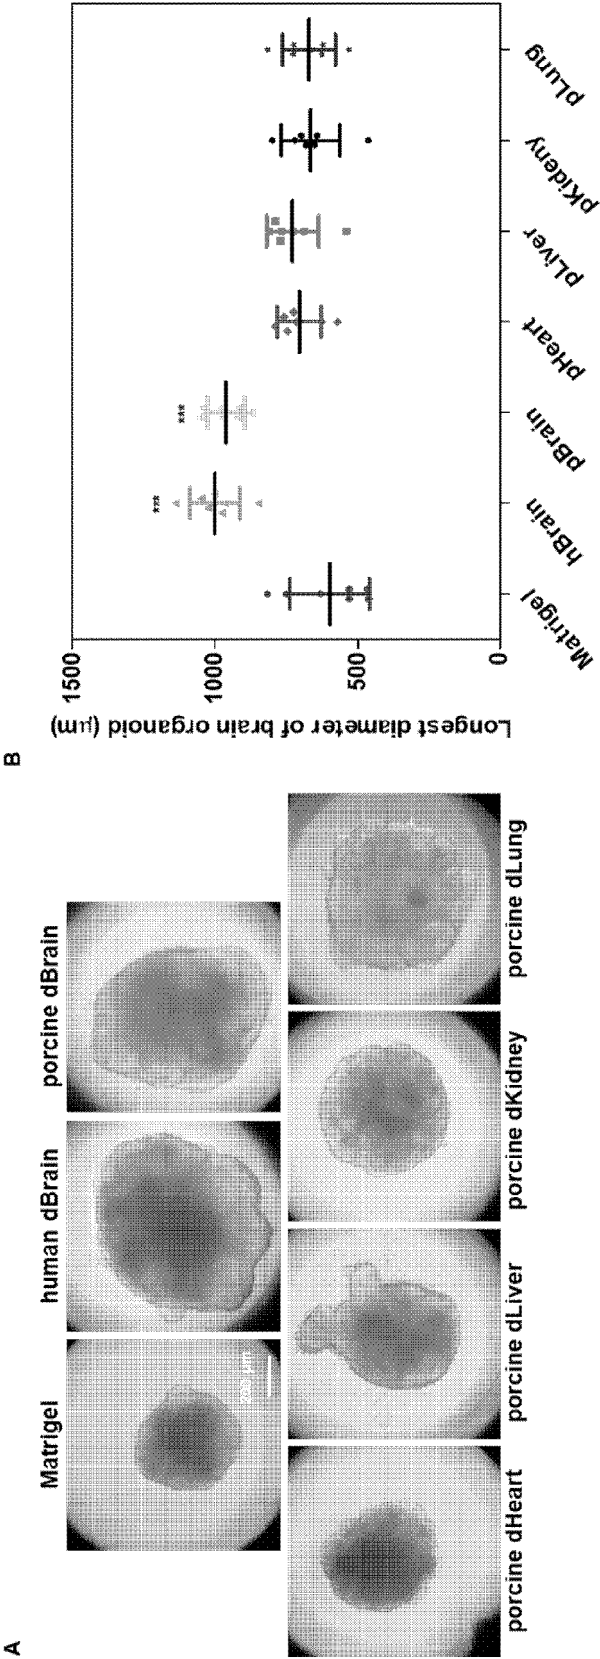 A
Matrigel
human dBrain
porcine dBrain
porcine dHeart
porcine dLiver
porcine dKidney
porcine dLung
B
Longest diameter of brain organoid (μm)
1500
1000
500
0
***
***
Matrigel
hBrain
pBrain
pHeart
pLiver
pKideny
pLung